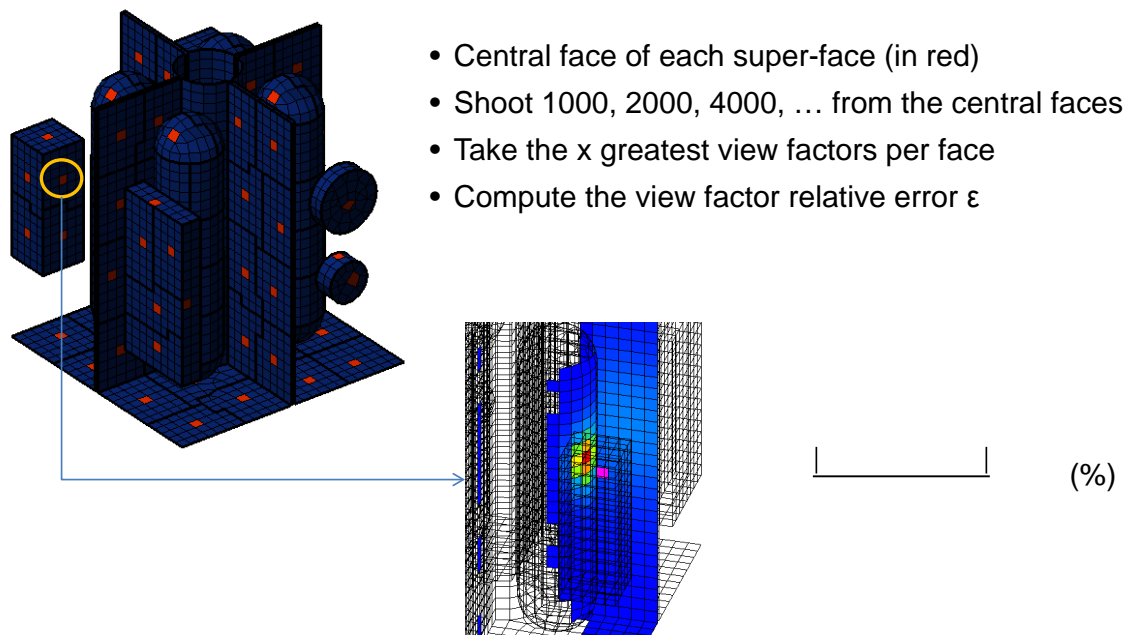 • Central face of each super-face (in red)
• Shoot 1000, 2000, 4000, … from the central faces
• Take the x greatest view factors per face
• Compute the view factor relative error ε
(%)